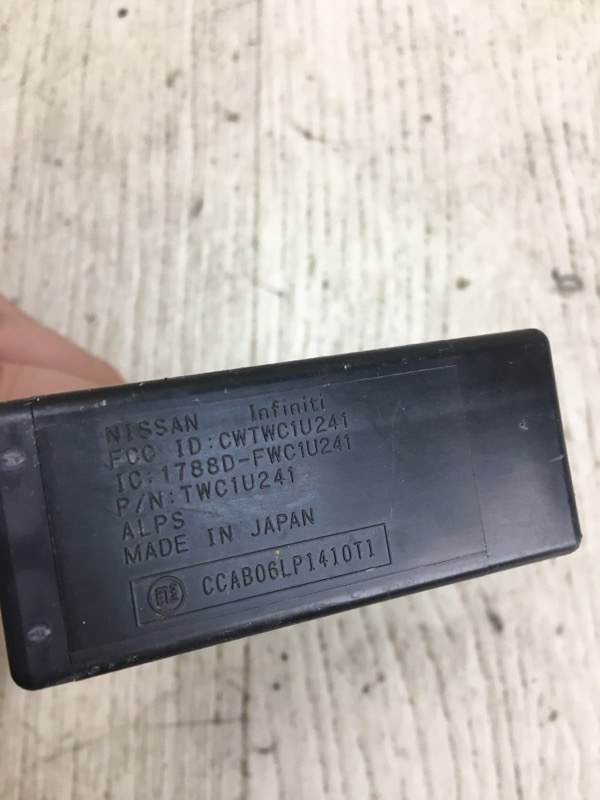 NISSAN Infiniti
FCC ID:CWTWC1U241
IC:1788D-FWC1U241
P/N:TWC1U241
ALPS
MADE IN JAPAN
CCAB06LP1410T1